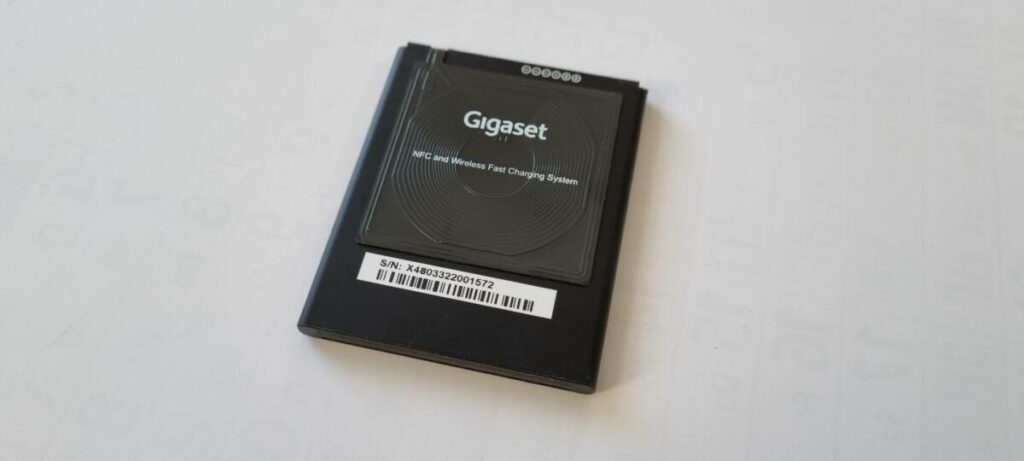 Gigaset
NFC and Wireless Fast Charging System
S/N: X4803322001572